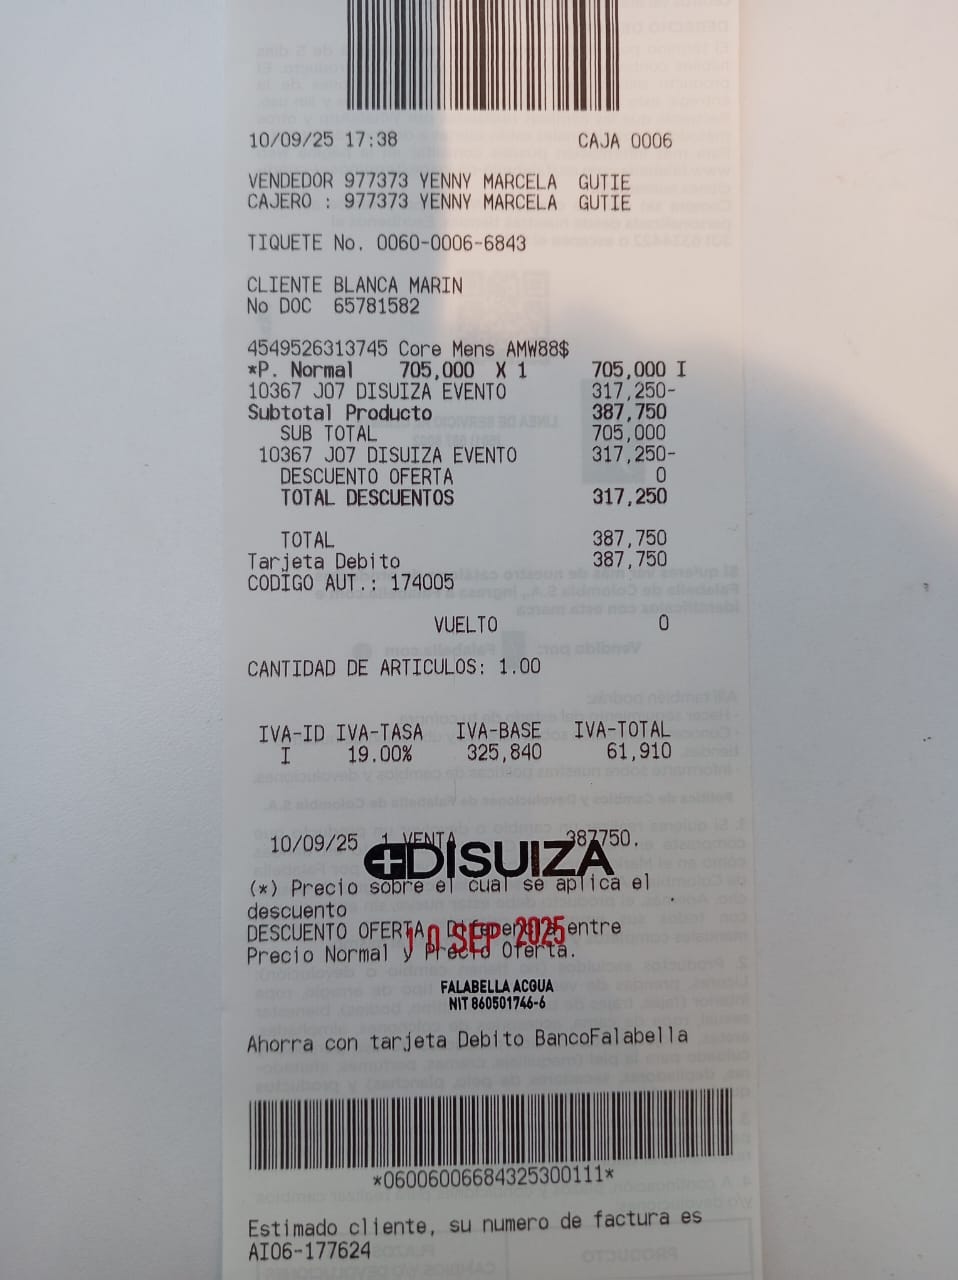 10/09/25 17:38 CAJA 0006
VENDEDOR 977373 YENNY MARCELA GUTIE
CAJERO : 977373 YENNY MARCELA GUTIE
TIQUETE No. 0060-0006-6843
CLIENTE BLANCA MARIN
No DOC 65781582
4549526313745 Core Mens AMW88$
*P. Normal 705,000 X 1 705,000 I
10367 J07 DISUIZA EVENTO 317,250-
Subtotal Producto 387,750
SUB TOTAL 705,000
10367 J07 DISUIZA EVENTO 317,250-
DESCUENTO OFERTA 0
TOTAL DESCUENTOS 317,250
TOTAL 387,750
Tarjeta Debito 387,750
CODIGO AUT.: 174005
VUELTO 0
CANTIDAD DE ARTICULOS: 1.00
IVA-ID IVA-TASA IVA-BASE IVA-TOTAL
I 19.00% 325,840 61,910
10/09/25 1 VENTA 387750.
DISUIZA
(*) Precio sobre el cual se aplica el
descuento
DESCUENTO OFERTA, Diferencia entre
10 SEP 2025
Precio Normal y Precio Oferta.
FALABELLA ACQUA
NIT 860501746-6
Ahorra con tarjeta Debito BancoFalabella
*06006006684325300111*
Estimado cliente, su numero de factura es
AI06-177624